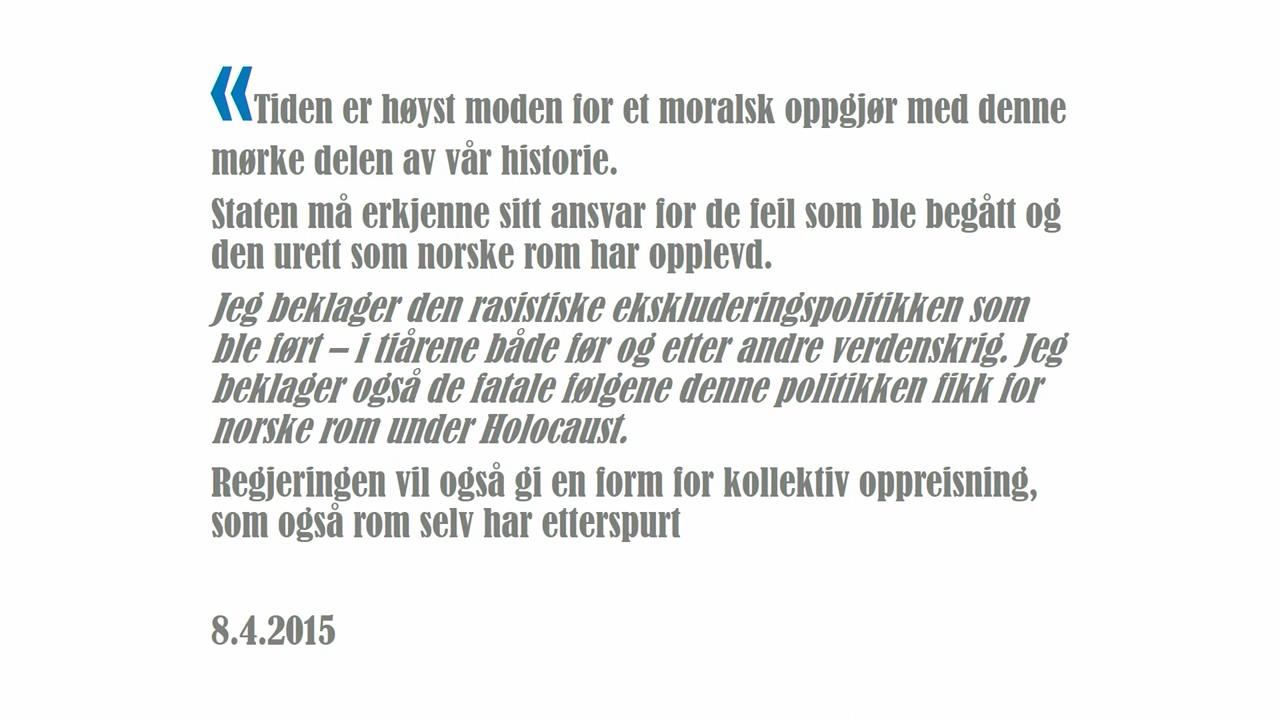 «Tiden er høyst moden for et moralsk oppgjør med denne
mørke delen av vår historie.
Staten må erkjenne sitt ansvar for de feil som ble begått og
den urett som norske rom har opplevd.
Jeg beklager den rasistiske ekskluderingspolitikken som
ble ført – i tiårene både før og etter andre verdenskrig. Jeg
beklager også de fatale følgene denne politikken fikk for
norske rom under Holocaust.
Regjeringen vil også gi en form for kollektiv oppreisning,
som også rom selv har etterspurt
8.4.2015